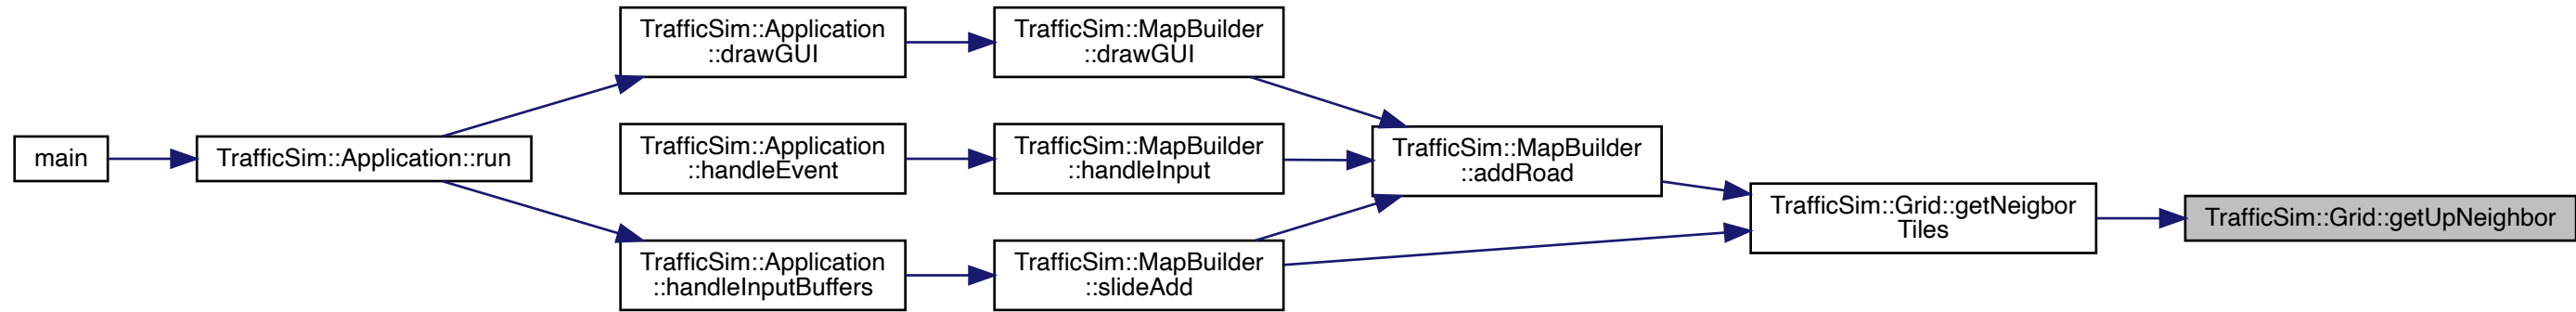 main
TrafficSim::Application::run
TrafficSim::Application
::drawGUI
TrafficSim::Application
::handleEvent
TrafficSim::Application
::handleInputBuffers
TrafficSim::MapBuilder
::drawGUI
TrafficSim::MapBuilder
::handleInput
TrafficSim::MapBuilder
::slideAdd
TrafficSim::MapBuilder
::addRoad
TrafficSim::Grid::getNeigbor
Tiles
TrafficSim::Grid::getUpNeighbor